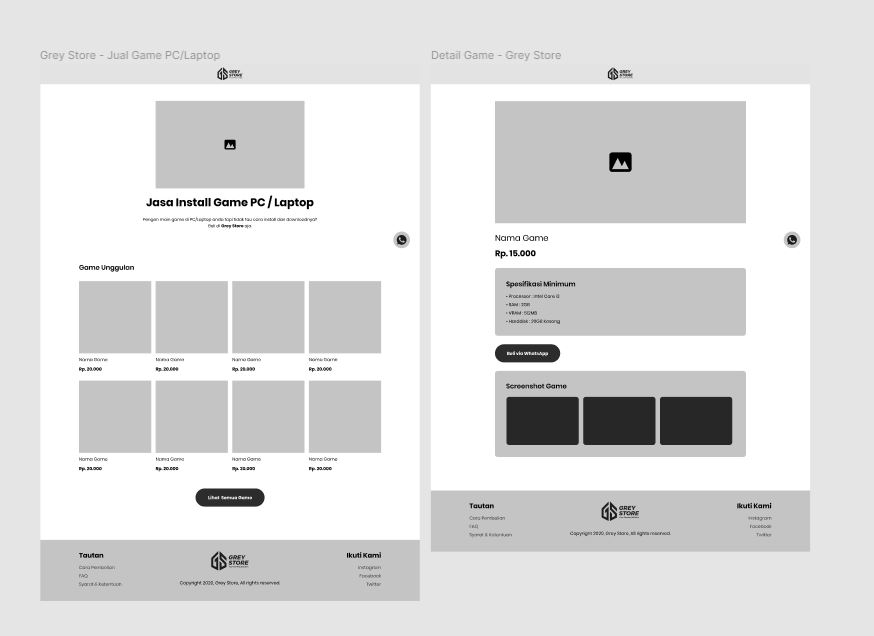 Grey Store - Jual Game PC/Laptop
GREY
STORE
Jasa Install Game PC / Laptop
Pengen main game di PC/Laptop anda tapi tidak tau cara install dan downloadnya?
Beli di Grey Store aja
Game Unggulan
Nama Game
Rp. 20.000
Nama Game
Rp. 20.000
Nama Game
Rp. 20.000
Nama Game
Rp. 20.000
Nama Game
Rp. 20.000
Nama Game
Rp. 20.000
Nama Game
Rp. 20.000
Nama Game
Rp. 20.000
Lihat Semua Game
Tautan
Cara Pembelian
FAQ
Syarat & Ketentuan
GREY
STORE
Copyright 2020, Grey Store, All rights reserved.
Ikuti Kami
Instagram
Facebook
Twitter
Detail Game - Grey Store
GREY
STORE
Nama Game
Rp. 15.000
Spesifikasi Minimum
• Processor : Intel Core i3
• RAM : 2GB
• VRAM : 512MB
• Harddisk : 20GB Kosong
Beli via WhatsApp
Screenshot Game
Tautan
Cara Pembelian
FAQ
Syarat & Ketentuan
GREY
STORE
Copyright 2020, Grey Store, All rights reserved.
Ikuti Kami
Instagram
Facebook
Twitter